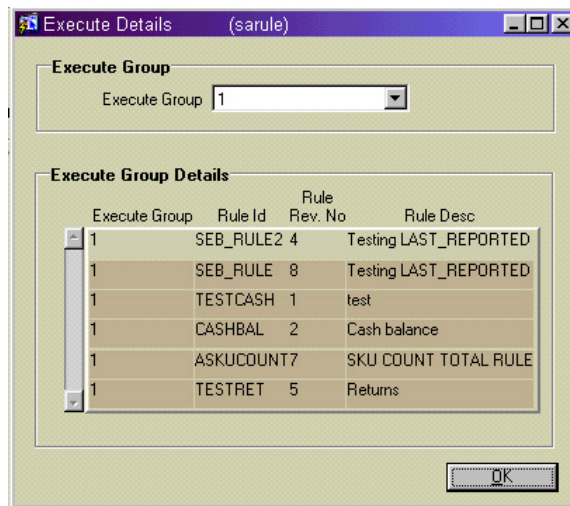 Execute Details (sarule)
Execute Group
Execute Group 1
Execute Group Details
Rule
Execute Group Rule Id Rev. No Rule Desc
1 SEB_RULE2 4 Testing LAST_REPORTED
1 SEB_RULE 8 Testing LAST_REPORTED
1 TESTCASH 1 test
1 CASHBAL 2 Cash balance
1 ASKUCOUNT 7 SKU COUNT TOTAL RULE
1 TESTRET 5 Returns
OK